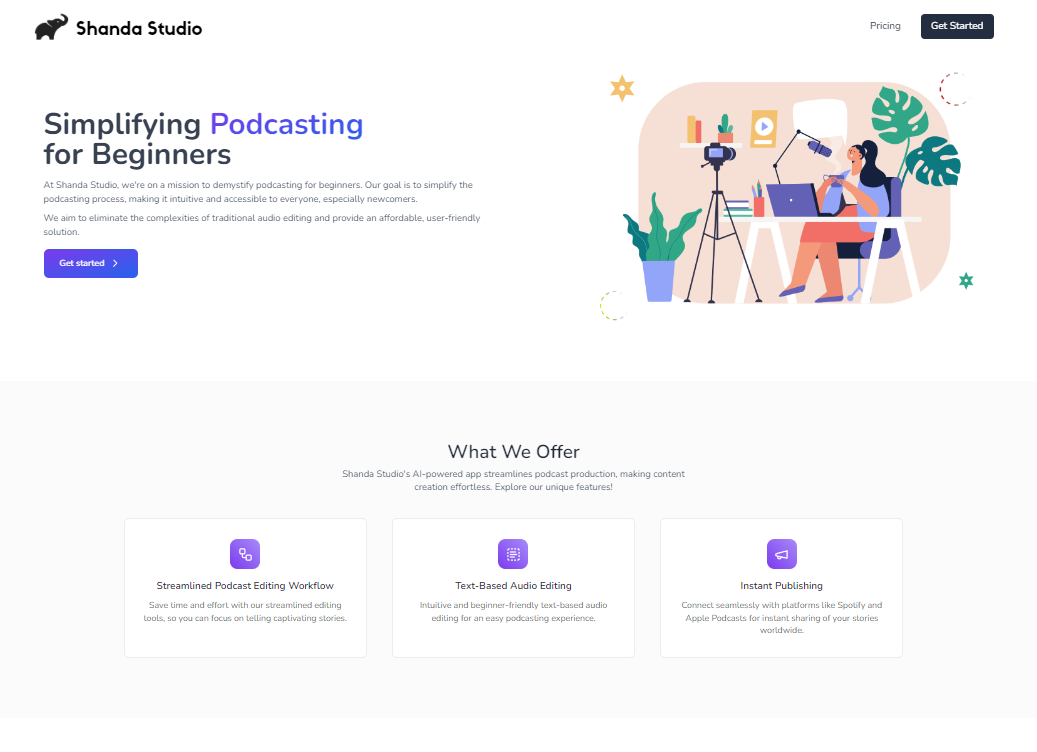 Shanda Studio
Pricing
Get Started
Simplifying Podcasting
for Beginners
At Shanda Studio, we're on a mission to demystify podcasting for beginners. Our goal is to simplify the
podcasting process, making it intuitive and accessible to everyone, especially newcomers.
We aim to eliminate the complexities of traditional audio editing and provide an affordable, user-friendly
solution.
Get started
What We Offer
Shanda Studio's AI-powered app streamlines podcast production, making content
creation effortless. Explore our unique features!
Streamlined Podcast Editing Workflow
Save time and effort with our streamlined editing
tools, so you can focus on telling captivating stories.
Text-Based Audio Editing
Intuitive and beginner-friendly text-based audio
editing for an easy podcasting experience.
Instant Publishing
Connect seamlessly with platforms like Spotify and
Apple Podcasts for instant sharing of your stories
worldwide.